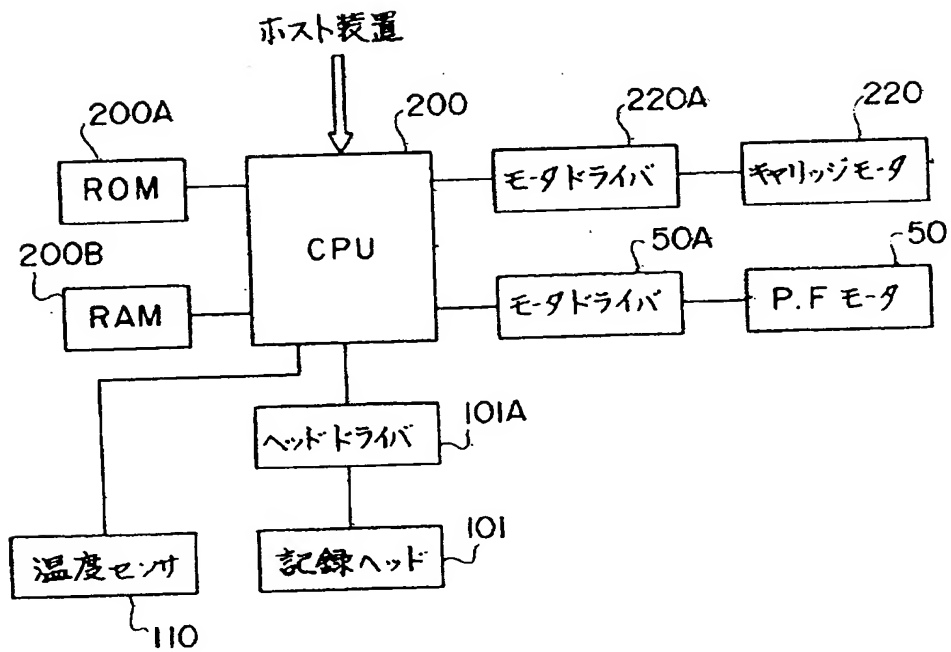 ホスト装置
200A
200
220A
220
ROM
CPU
モータドライバ
キャリッジモータ
200B
50A
50
RAM
モータドライバ
P.F モータ
101A
ヘッドドライバ
101
温度センサ
記録ヘッド
110